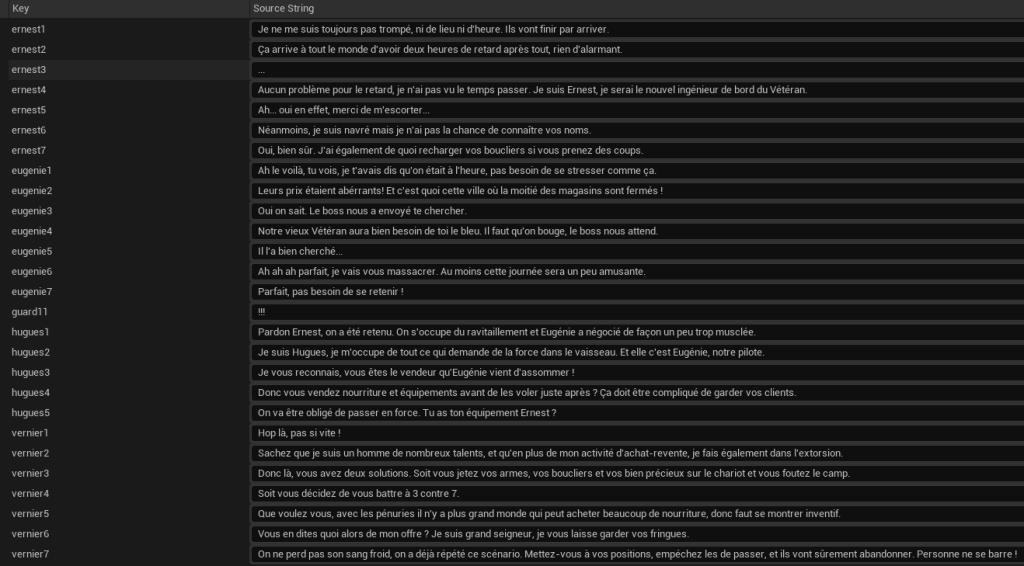 Key Source String
ernest1 Je ne me suis toujours pas trompé, ni de lieu ni d'heure. Ils vont finir par arriver.
ernest2 Ça arrive à tout le monde d'avoir deux heures de retard après tout, rien d'alarmant.
ernest3 ...
ernest4 Aucun problème pour le retard, je n'ai pas vu le temps passer. Je suis Ernest, je serai le nouvel ingénieur de bord du Vétéran.
ernest5 Ah... oui en effet, merci de m'escorter...
ernest6 Néanmoins, je suis navré mais je n'ai pas la chance de connaître vos noms.
ernest7 Oui, bien sûr. J'ai également de quoi recharger vos boucliers si vous prenez des coups.
eugenie1 Ah le voilà, tu vois, je t'avais dis qu'on était à l'heure, pas besoin de se stresser comme ça.
eugenie2 Leurs prix étaient abérrants! Et c'est quoi cette ville où la moitié des magasins sont fermés !
eugenie3 Oui on sait. Le boss nous a envoyé te chercher.
eugenie4 Notre vieux Vétéran aura bien besoin de toi le bleu. Il faut qu'on bouge, le boss nous attend.
eugenie5 Il l'a bien cherché...
eugenie6 Ah ah ah parfait, je vais vous massacrer. Au moins cette journée sera un peu amusante.
eugenie7 Parfait, pas besoin de se retenir !
guard11 !!!
hugues1 Pardon Ernest, on a été retenu. On s'occupe du ravitaillement et Eugénie a négocié de façon un peu trop musclée.
hugues2 Je suis Hugues, je m'occupe de tout ce qui demande de la force dans le vaisseau. Et elle c'est Eugénie, notre pilote.
hugues3 Je vous reconnais, vous êtes le vendeur qu'Eugénie vient d'assommer !
hugues4 Donc vous vendez nourriture et équipements avant de les voler juste après ? Ça doit être compliqué de garder vos clients.
hugues5 On va être obligé de passer en force. Tu as ton équipement Ernest ?
vernier1 Hop là, pas si vite !
vernier2 Sachez que je suis un homme de nombreux talents, et qu'en plus de mon activité d'achat-revente, je fais également dans l'extorsion.
vernier3 Donc là, vous avez deux solutions. Soit vous jetez vos armes, vos boucliers et vos bien précieux sur le chariot et vous foutez le camp.
vernier4 Soit vous décidez de vous battre à 3 contre 7.
vernier5 Que voulez vous, avec les pénuries il n'y a plus grand monde qui peut acheter beaucoup de nourriture, donc faut se montrer inventif.
vernier6 Vous en dites quoi alors de mon offre ? Je suis grand seigneur, je vous laisse garder vos fringues.
vernier7 On ne perd pas son sang froid, on a déjà répété ce scénario. Mettez-vous à vos positions, empéchez les de passer, et ils vont sûrement abandonner. Personne ne se barre !